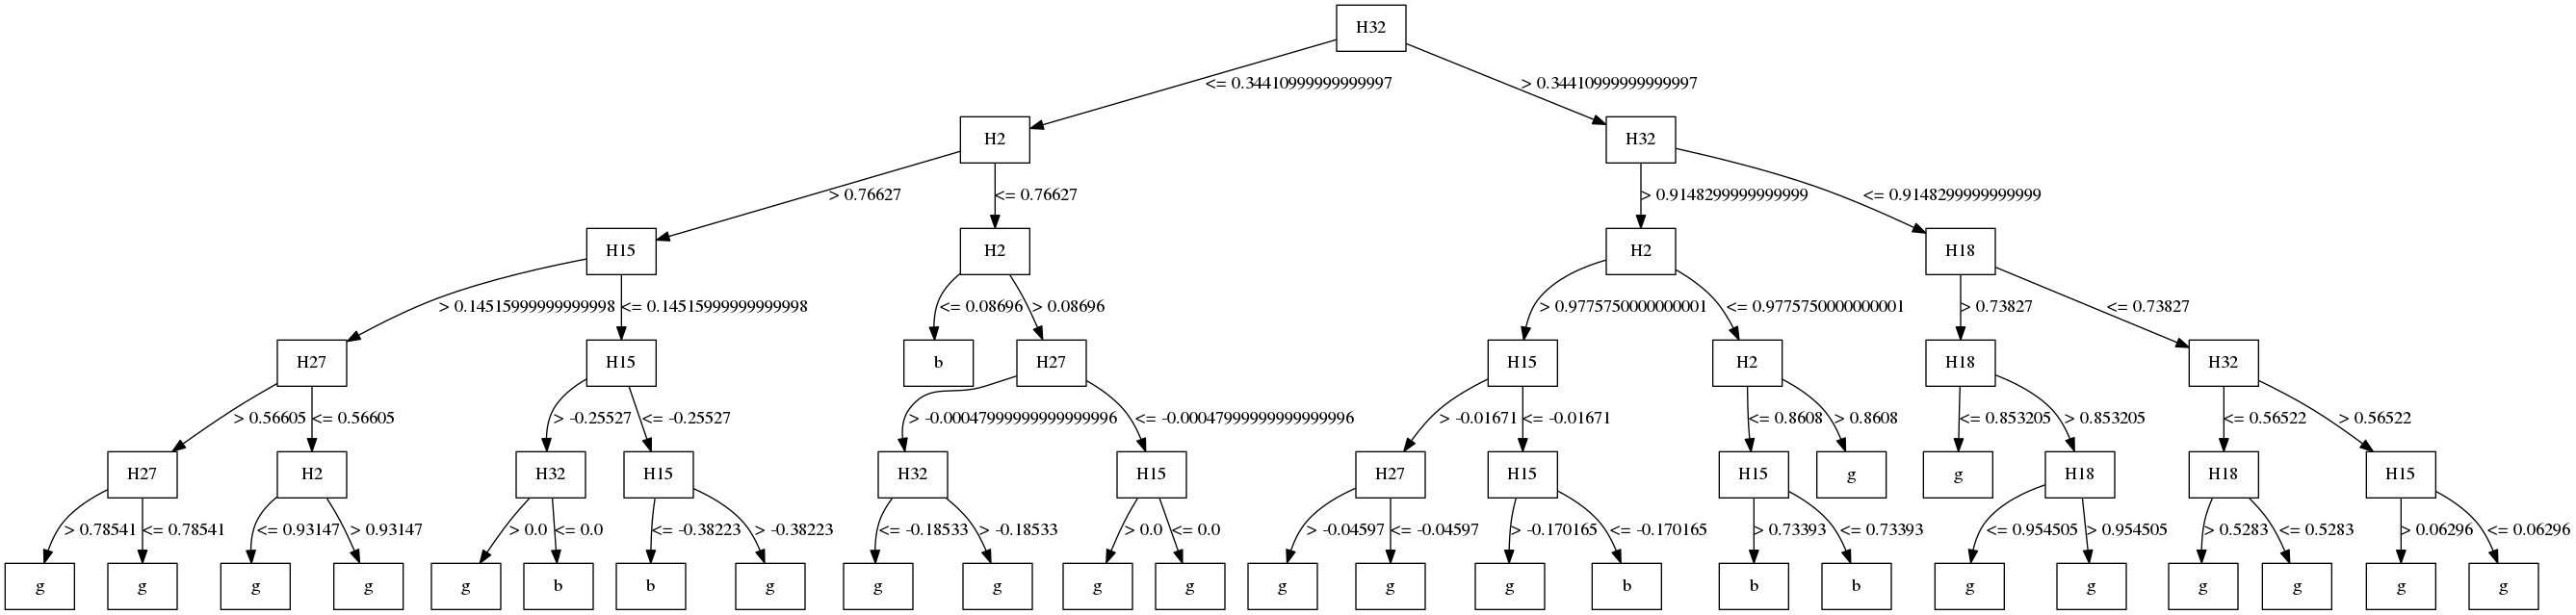 H32
<= 0.34410999999999997 > 0.34410999999999997
H2 H32
> 0.76627 <= 0.76627 > 0.9148299999999999 <= 0.9148299999999999
H15 H2 H2 H18
> 0.14515999999999998 <= 0.14515999999999998 <= 0.08696 > 0.08696 > 0.9775750000000001 <= 0.9775750000000001 > 0.73827 <= 0.73827
H27 H15 b H27 H15 H2 H18 H32
> 0.56605 <= 0.56605 > -0.25527 <= -0.25527 > -0.00047999999999999996 <= -0.00047999999999999996 > -0.01671 <= -0.01671 <= 0.8608 > 0.8608 <= 0.853205 > 0.853205 <= 0.56522 > 0.56522
H27 H2 H32 H15 H32 H15 H27 H15 H15 g g H18 H18 H15
> 0.78541 <= 0.78541 <= 0.93147 > 0.93147 > 0.0 <= 0.0 <= -0.38223 > -0.38223 <= -0.18533 > -0.18533 > 0.0 <= 0.0 > -0.04597 <= -0.04597 > -0.170165 <= -0.170165 > 0.73393 <= 0.73393 <= 0.954505 > 0.954505 > 0.5283 <= 0.5283 > 0.06296 <= 0.06296
g g g g g b b g g g g g g g g b b b g g g g g g